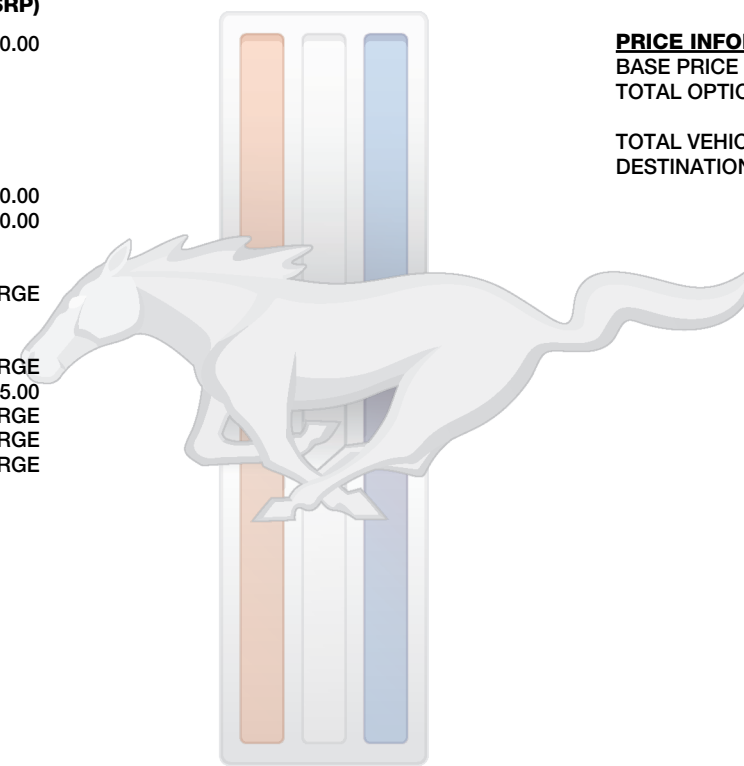 SRP)
0.00
0.00
0.00
RGE
RGE
5.00
RGE
RGE
RGE
PRICE INFO
BASE PRICE
TOTAL OPTIO
TOTAL VEHIC
DESTINATION